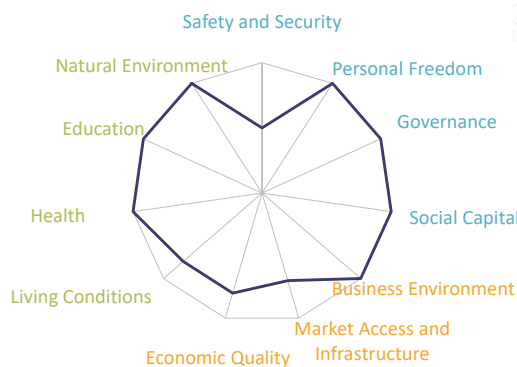 Safety and Security
Natural Environment
Personal Freedom
Education
Governance
Health
Social Capital
Living Conditions
Business Environment
Market Access and
Infrastructure
Economic Quality